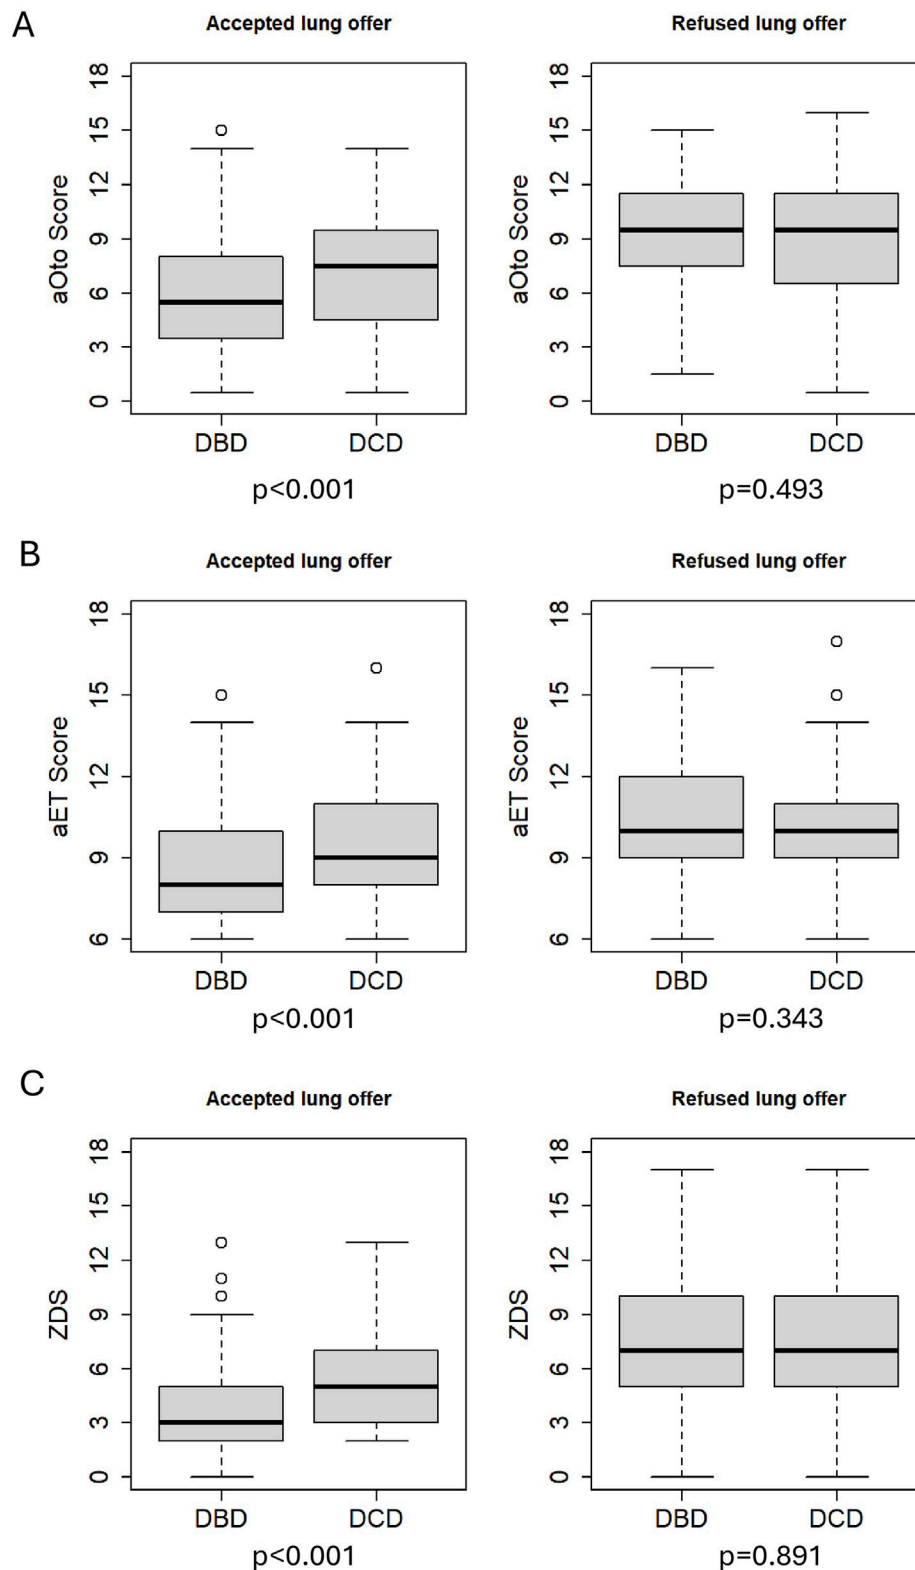 A
Accepted lung offer
Refused lung offer
aOto Score
18
15
12
9
6
3
0
DBD
DCD
p<0.001
aOto Score
18
15
12
9
6
3
0
DBD
DCD
p=0.493
B
Accepted lung offer
Refused lung offer
aET Score
18
15
12
9
6
DBD
DCD
p<0.001
aET Score
18
15
12
9
6
DBD
DCD
p=0.343
C
Accepted lung offer
Refused lung offer
ZDS
18
15
12
9
6
3
0
DBD
DCD
p<0.001
ZDS
18
15
12
9
6
3
0
DBD
DCD
p=0.891